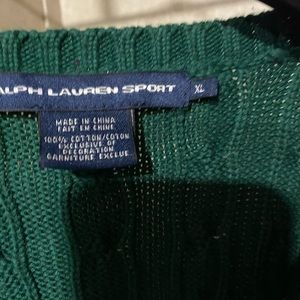 ALPH LAUREN SPORT
XL
MADE IN CHINA
FAIT EN CHINE
100% COTTON/COTON
EXCLUSIVE OF
DECORATION
GARNITURE EXCLUE